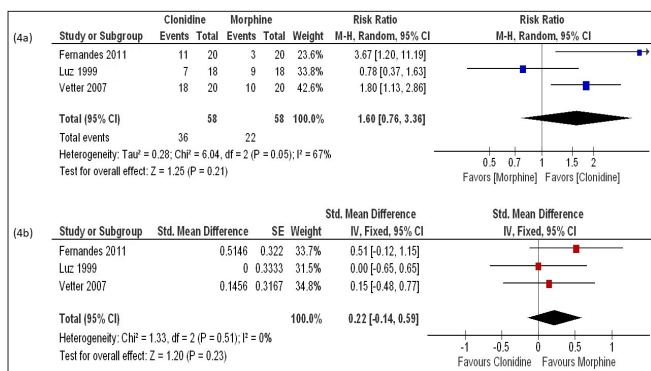 Clonidine Morphine Risk Ratio Risk Ratio
(4a) Study or Subgroup Events Total Events Total Weight M-H, Random, 95% CI M-H, Random, 95% CI
Fernandes 2011 11 20 3 20 23.6% 3.67 [1.20, 11.19]
Luz 1999 7 18 9 18 33.8% 0.78 [0.37, 1.63]
Vetter 2007 18 20 10 20 42.6% 1.80 [1.13, 2.86]
Total (95% CI) 58 58 100.0% 1.60 [0.76, 3.36]
Total events 36 22
Heterogeneity: Tau² = 0.28; Chi² = 6.04, df = 2 (P = 0.05); I² = 67%
Test for overall effect: Z = 1.25 (P = 0.21)
0.5 0.7 1 1.5 2
Favors [Morphine] Favors [Clonidine]
Std. Mean Difference Std. Mean Difference
(4b) Study or Subgroup Std. Mean Difference SE Weight IV, Fixed, 95% CI IV, Fixed, 95% CI
Fernandes 2011 0.5146 0.322 33.7% 0.51 [-0.12, 1.15]
Luz 1999 0 0.3333 31.5% 0.00 [-0.65, 0.65]
Vetter 2007 0.1456 0.3167 34.8% 0.15 [-0.48, 0.77]
Total (95% CI) 100.0% 0.22 [-0.14, 0.59]
Heterogeneity: Chi² = 1.33, df = 2 (P = 0.51); I² = 0%
Test for overall effect: Z = 1.20 (P = 0.23)
-1 -0.5 0 0.5 1
Favours Clonidine Favours Morphine